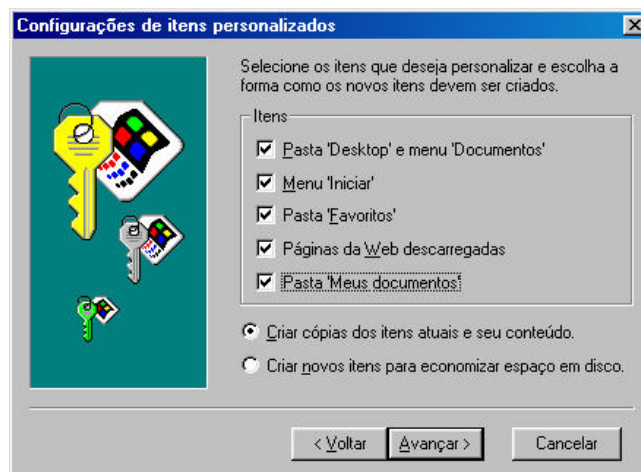 Configurações de itens personalizados
Selecione os itens que deseja personalizar e escolha a
forma como os novos itens devem ser criados.
Itens
Pasta 'Desktop' e menu 'Documentos'
Menu 'Iniciar'
Pasta 'Favoritos'
Páginas da Web descarregadas
Pasta 'Meus documentos'
Criar cópias dos itens atuais e seu conteúdo.
Criar novos itens para economizar espaço em disco.
< Voltar
Avançar >
Cancelar